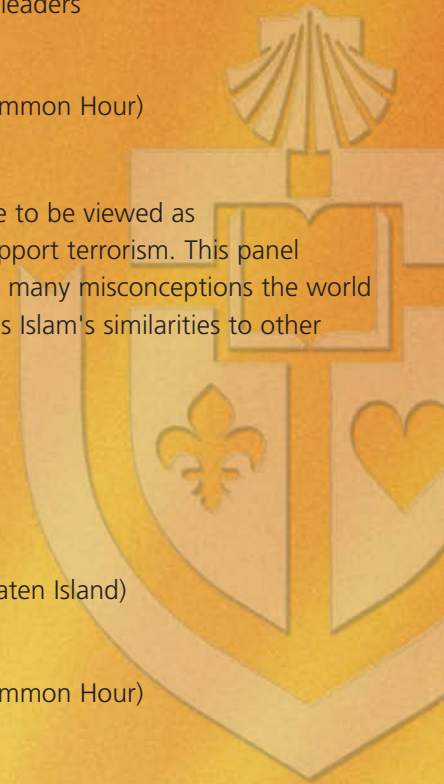 leaders
mmon Hour)
e to be viewed as
pport terrorism. This panel
many misconceptions the world
s Islam's similarities to other
aten Island)
mmon Hour)